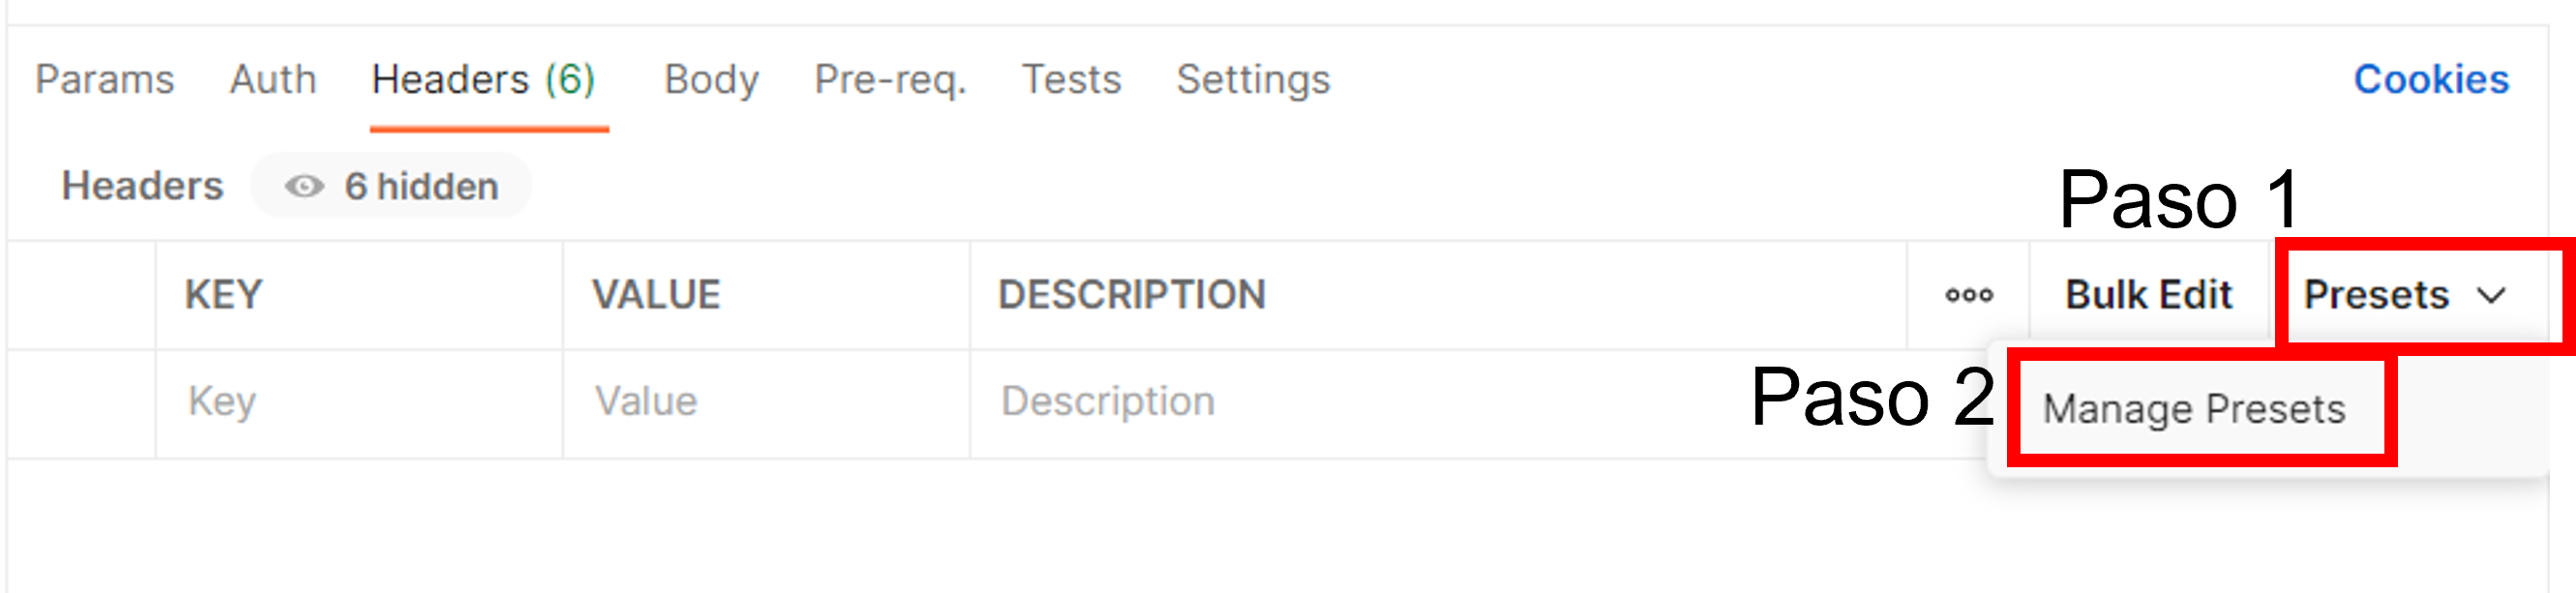 Params Auth Headers (6) Body Pre-req. Tests Settings Cookies
Headers 6 hidden
Paso 1
KEY VALUE DESCRIPTION ooo Bulk Edit Presets
Key Value Description Paso 2 Manage Presets